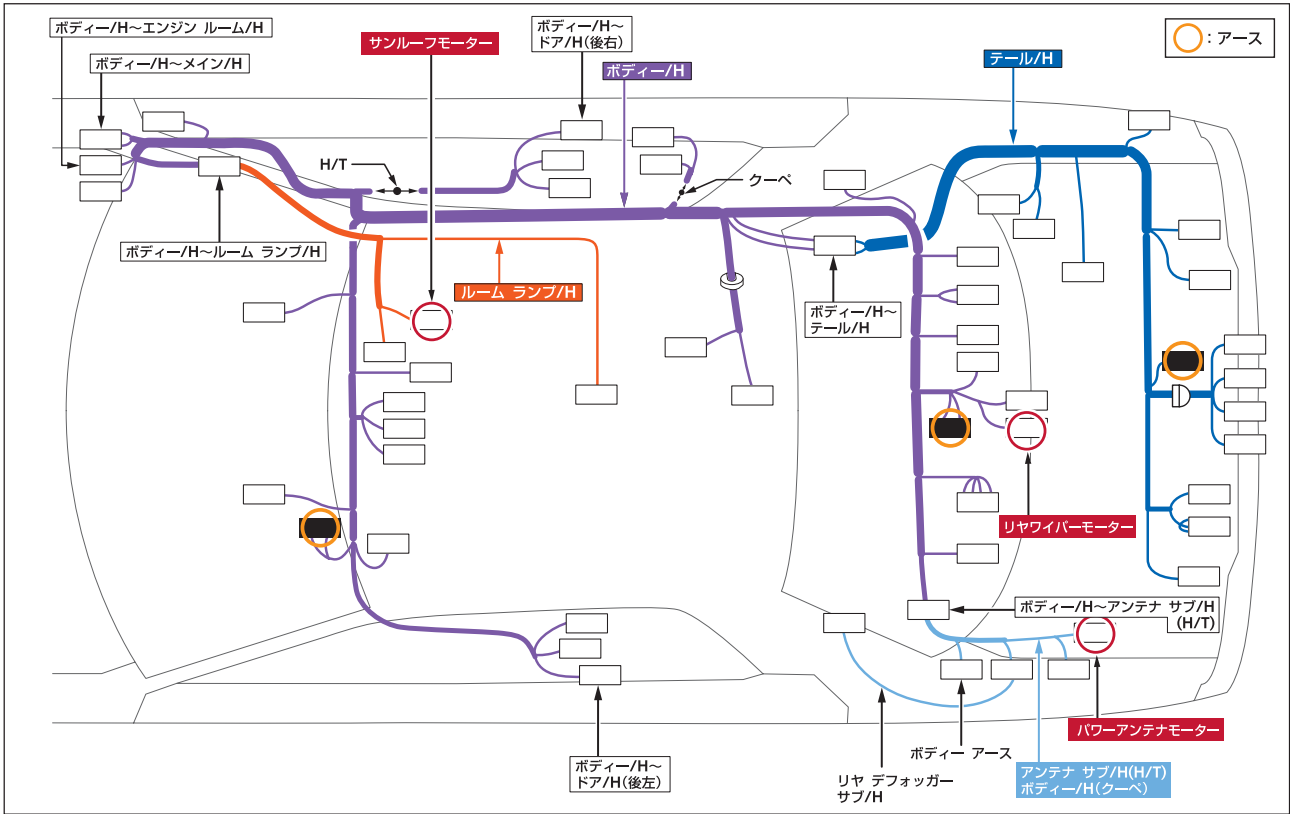 ボディー/H〜エンジン ルーム/H
ボディー/H〜メイン/H
サンルーフモーター
ボディー/H〜
ドア/H(後右)
ボディー/H
テール/H
: アース
H/T
クーペ
ボディー/H〜ルーム ランプ/H
ルーム ランプ/H
ボディー/H〜
テール/H
リヤワイパーモーター
ボディー/H〜アンテナ サブ/H
(H/T)
パワーアンテナモーター
ボディー アース
ボディー/H〜
ドア/H(後左)
リヤ デフォッガー
サブ/H
アンテナ サブ/H(H/T)
ボディー/H(クーペ)